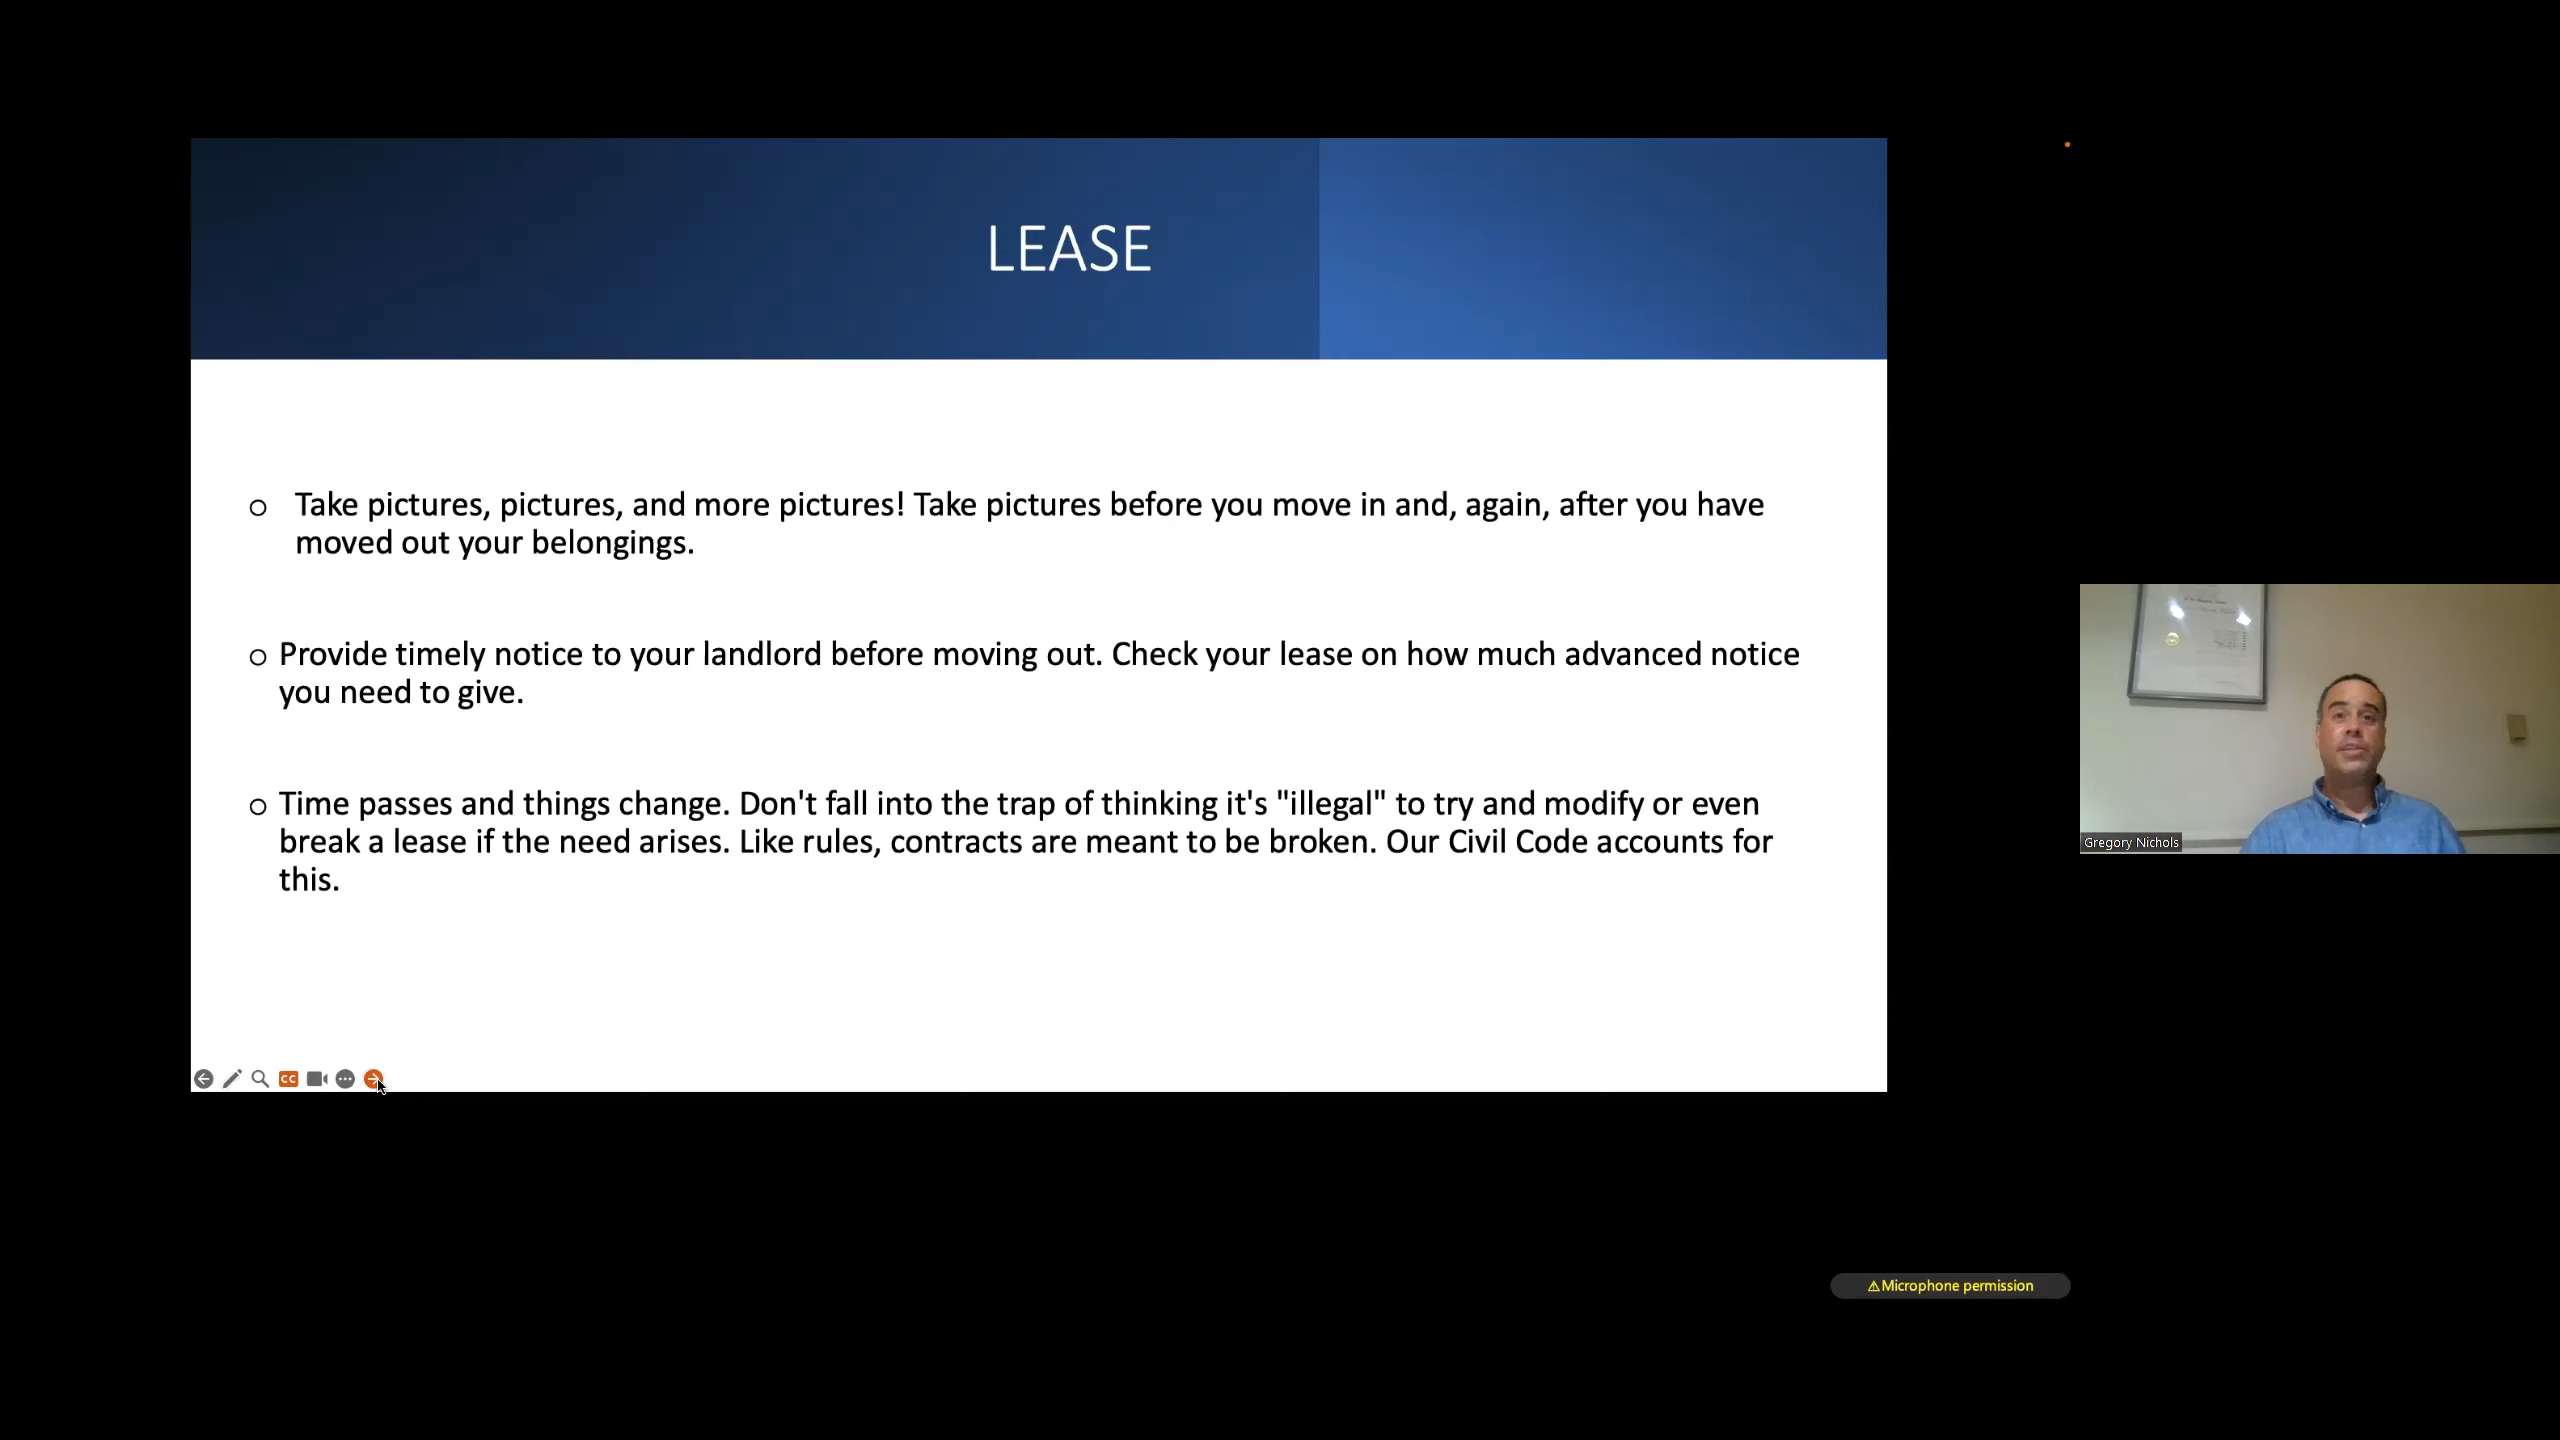 LEASE
o Take pictures, pictures, and more pictures! Take pictures before you move in and, again, after you have
moved out your belongings.
o Provide timely notice to your landlord before moving out. Check your lease on how much advanced notice
you need to give.
o Time passes and things change. Don't fall into the trap of thinking it's "illegal" to try and modify or even
break a lease if the need arises. Like rules, contracts are meant to be broken. Our Civil Code accounts for
this.
CC
Gregory Nichols
⚠Microphone permission